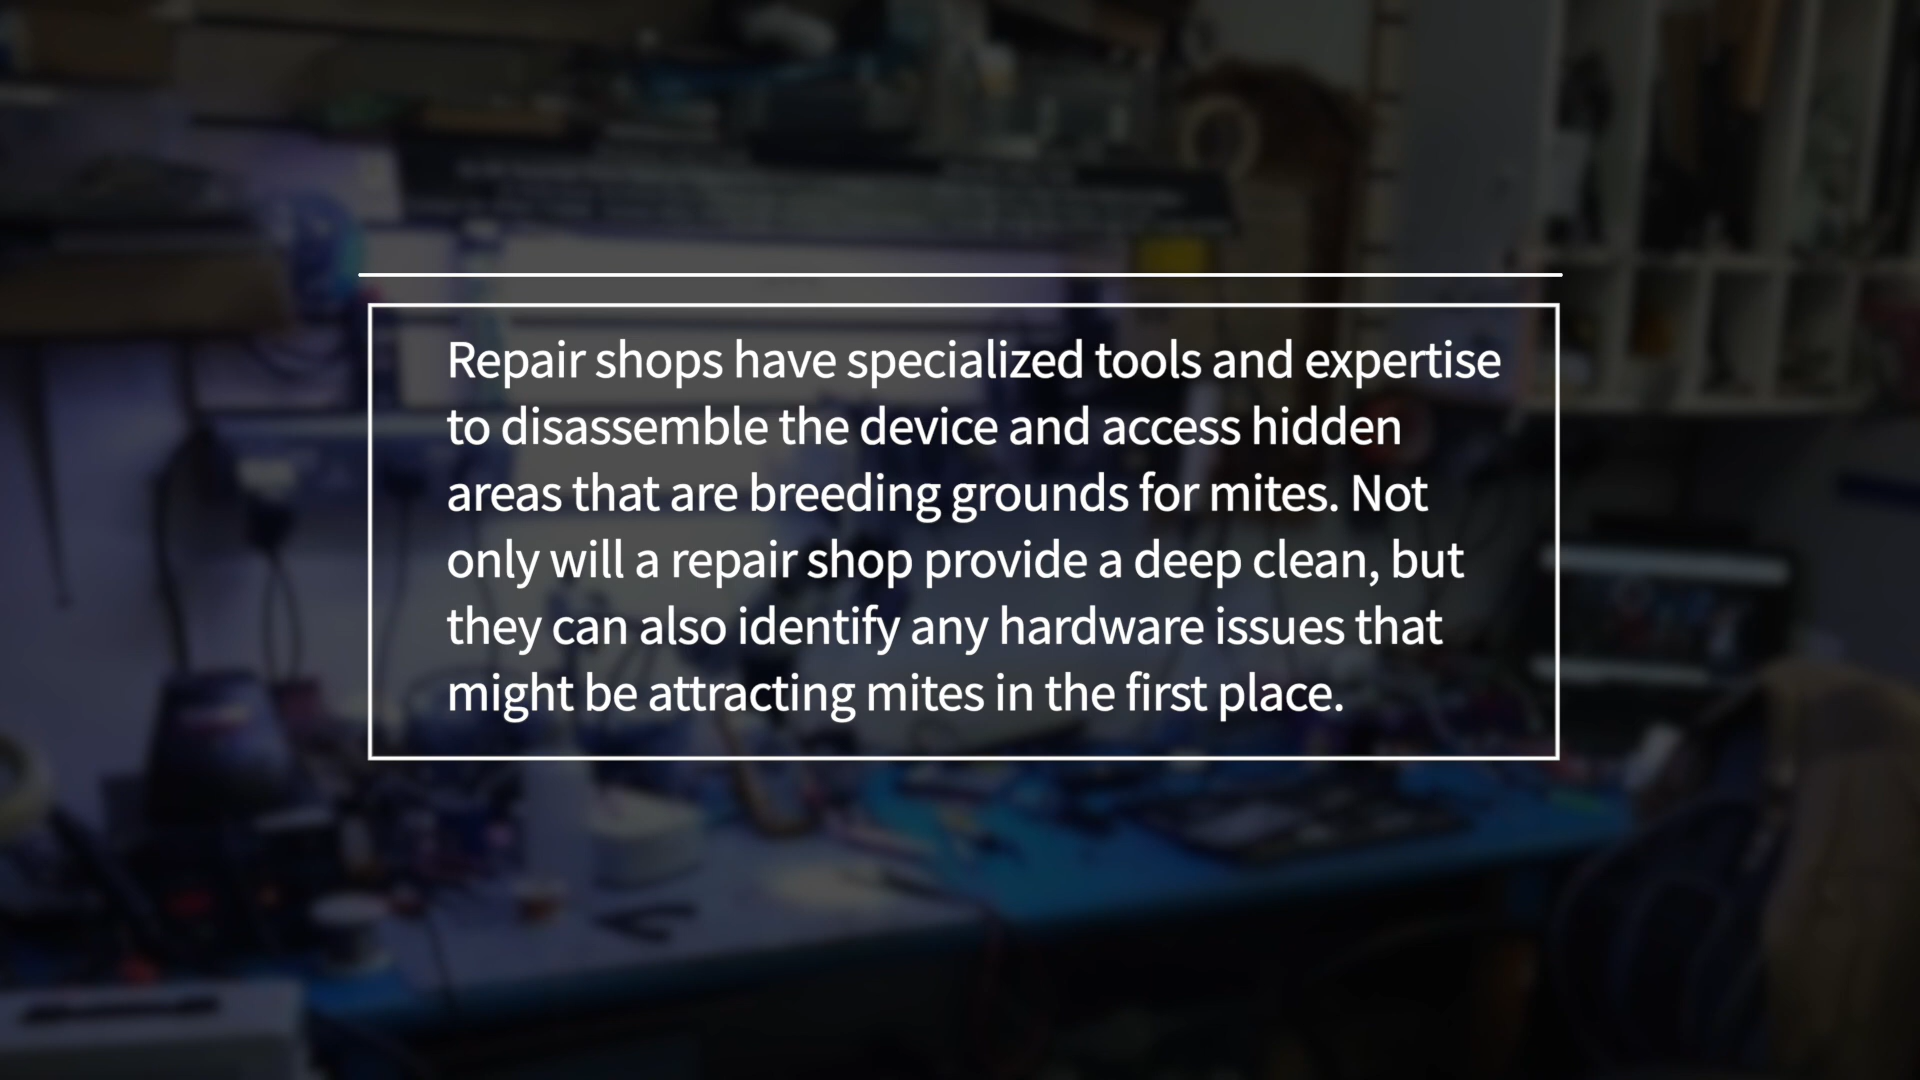 Repair shops have specialized tools and expertise
to disassemble the device and access hidden
areas that are breeding grounds for mites. Not
only will a repair shop provide a deep clean, but
they can also identify any hardware issues that
might be attracting mites in the first place.